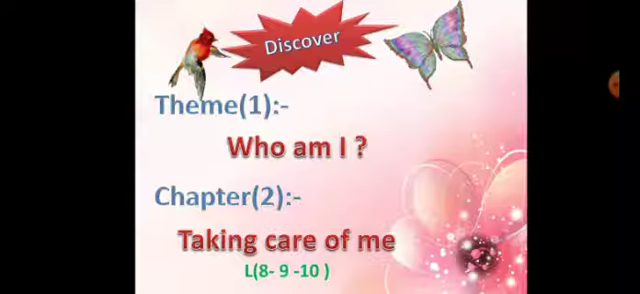 Discover
Theme(1):-
Who am I ?
Chapter(2):-
Taking care of me
L(8- 9 -10 )